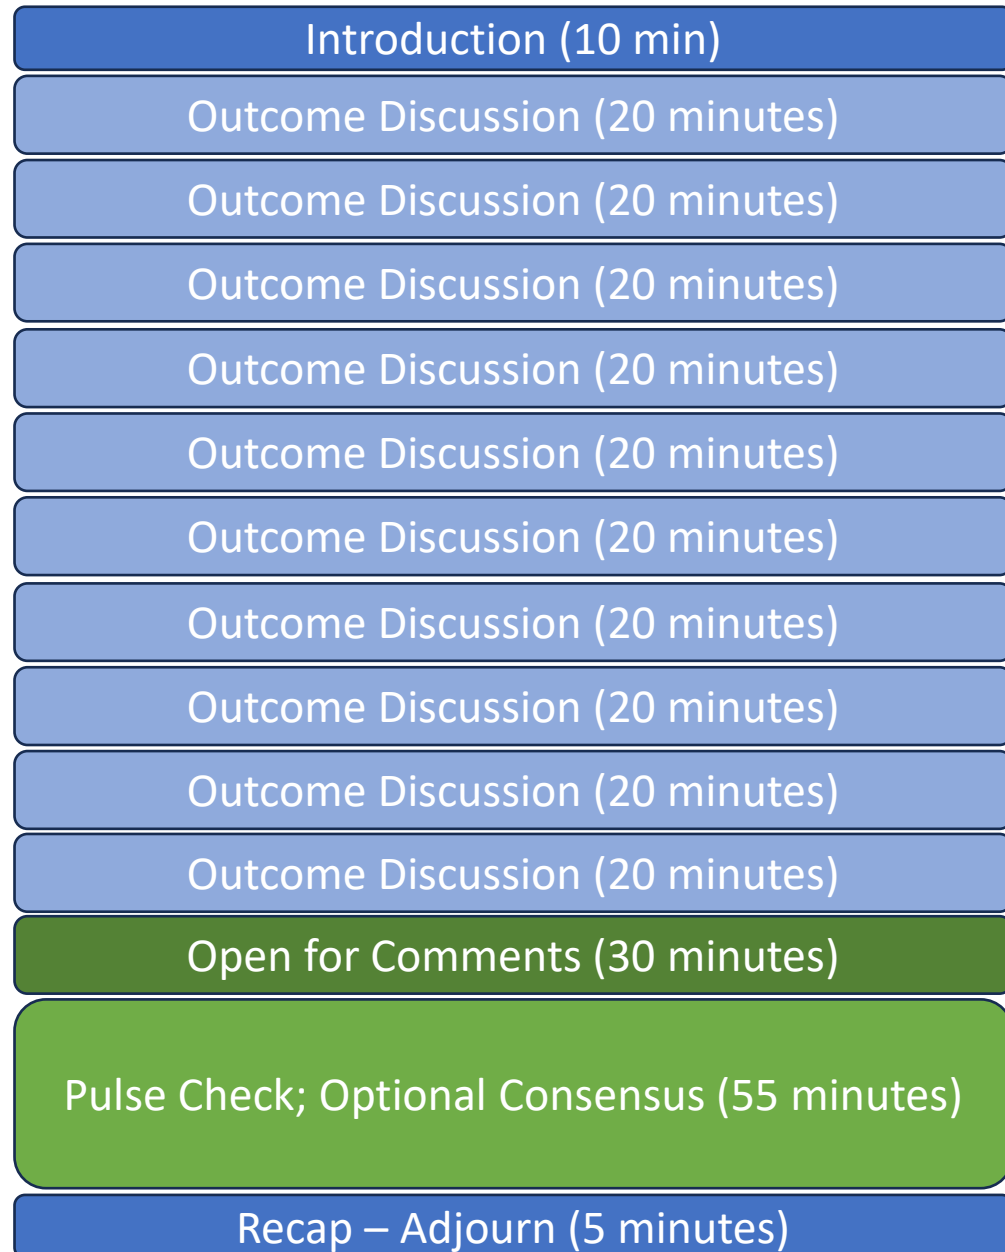 Introduction (10 min)
Outcome Discussion (20 minutes)
Outcome Discussion (20 minutes)
Outcome Discussion (20 minutes)
Outcome Discussion (20 minutes)
Outcome Discussion (20 minutes)
Outcome Discussion (20 minutes)
Outcome Discussion (20 minutes)
Outcome Discussion (20 minutes)
Outcome Discussion (20 minutes)
Outcome Discussion (20 minutes)
Open for Comments (30 minutes)
Pulse Check; Optional Consensus (55 minutes)
Recap – Adjourn (5 minutes)